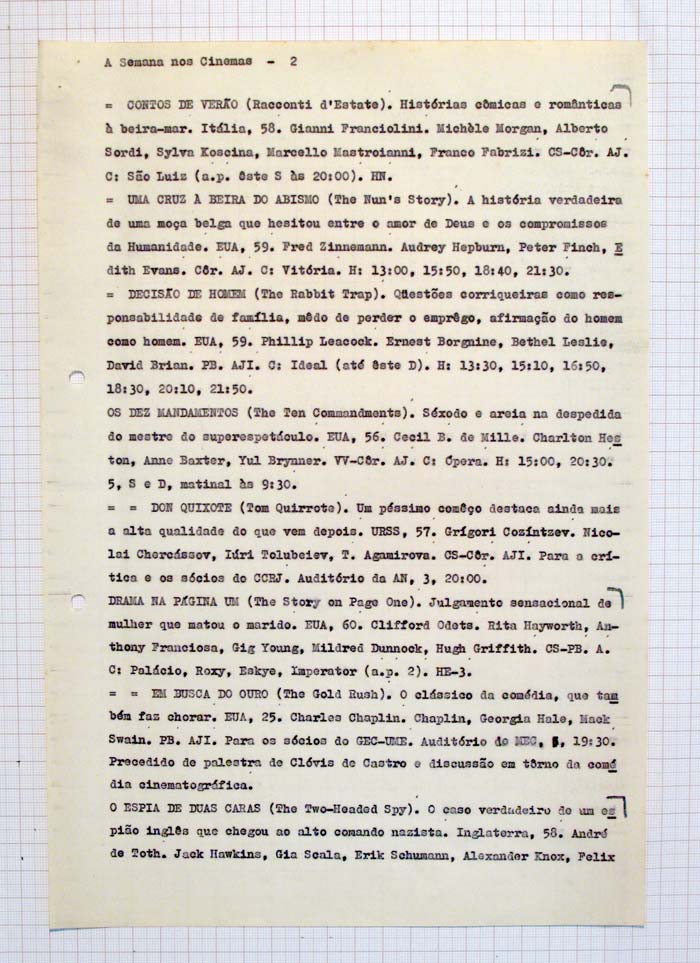 A Semana nos Cinemas - 2
= CONTOS DE VERÃO (Racconti d'Estate). Histórias cômicas e românticas
à beira-mar. Itália, 58. Gianni Franciolini. Michèle Morgan, Alberto
Sordi, Sylva Koscina, Marcello Mastroianni, Franco Fabrizi. CS-Côr. AJ.
C: São Luiz (a.p. êste S às 20:00). HN.
= UMA CRUZ À BEIRA DO ABISMO (The Nun's Story). A história verdadeira
de uma moça belga que hesitou entre o amor de Deus e os compromissos
da Humanidade. EUA, 59. Fred Zinnemann. Audrey Hepburn, Peter Finch, E
dith Evans. Côr. AJ. C: Vitória. H: 13:00, 15:50, 18:40, 21:30.
= DECISÃO DE HOMEM (The Rabbit Trap). Qüestões corriqueiras como res-
ponsabilidade de família, mêdo de perder o emprêgo, afirmação do homem
como homem. EUA, 59. Phillip Leacock. Ernest Borgnine, Bethel Leslie,
David Brian. PB. AJI. C: Ideal (até êste D). H: 13:30, 15:10, 16:50,
18:30, 20:10, 21:50.
OS DEZ MANDAMENTOS (The Ten Commandments). Séxodo e areia na despedida
do mestre do superespetáculo. EUA, 56. Cecil B. de Mille. Charlton Hes
ton, Anne Baxter, Yul Brynner. VV-Côr. AJ. C: Ópera. H: 15:00, 20:30.
5, S e D, matinal às 9:30.
= = DON QUIXOTE (Tom Quirrote). Um péssimo comêço destaca ainda mais
a alta qualidade do que vem depois. URSS, 57. Grígori Cozíntzev. Nico-
lai Chercássov, Iúri Tolubeiev, T. Agamirova. CS-Côr. AJI. Para a crí-
tica e os sócios do CCRJ. Auditório da AN, 3, 20:00.
DRAMA NA PÁGINA UM (The Story on Page One). Julgamento sensacional de
mulher que matou o marido. EUA, 60. Clifford Odets. Rita Hayworth, An-
thony Franciosa, Gig Young, Mildred Dunnock, Hugh Griffith. CS-PB. A.
C: Palácio, Roxy, Eskye, Imperator (a.p. 2). HE-3.
= = EM BUSCA DO OURO (The Gold Rush). O clássico da comédia, que tam
bém faz chorar. EUA, 25. Charles Chaplin. Chaplin, Georgia Hale, Mack
Swain. PB. AJI. Para os sócios do GEC-UME. Auditório do MEC, 19:30.
Precedido de palestra de Clóvis de Castro e discussão em tôrno da comé
dia cinematográfica.
O ESPIA DE DUAS CARAS (The Two-Headed Spy). O caso verdadeiro de um es
pião inglês que chegou ao alto comando nazista. Inglaterra, 58. André
de Toth. Jack Hawkins, Gia Scala, Erik Schumann, Alexander Knox, Felix